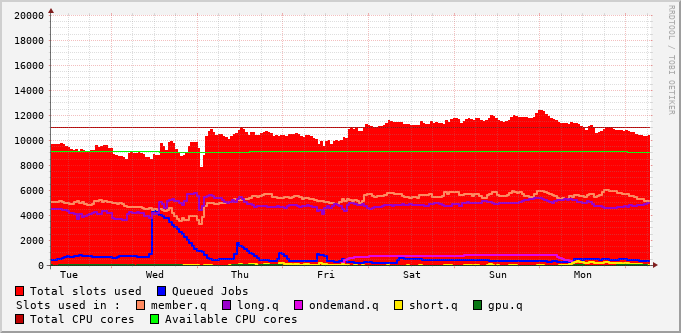 RRDTOOL / TOBI OETIKER
20000
18000
16000
14000
12000
10000
8000
6000
4000
2000
0
Tue Wed Thu Fri Sat Sun Mon
Total slots used Queued Jobs
Slots used in : member.q long.q ondemand.q short.q gpu.q
Total CPU cores Available CPU cores